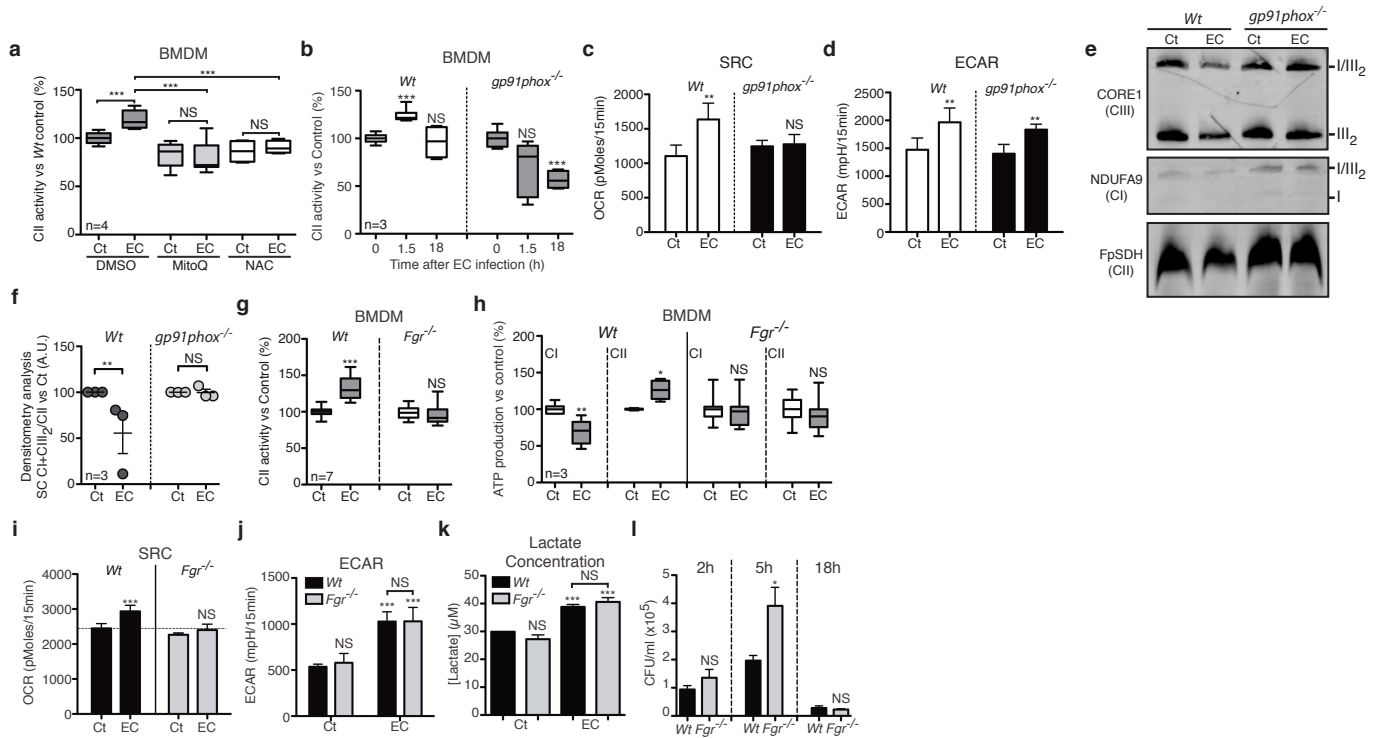 a
BMDM
***
***
***
NS
NS
CII activity vs Wt control (%)
150
100
50
0
n=4
Ct EC Ct EC Ct EC
DMSO MitoQ NAC
b
BMDM
Wt gp91phox-/-
***
NS
NS
***
CII activity vs Control (%)
150
100
50
0
n=3
0 1.5 18 0 1.5 18
Time after EC infection (h)
c
SRC
Wt gp91phox-/-
** NS
OCR (pMoles/15min)
2000
1500
1000
500
0
Ct EC Ct EC
d
ECAR
Wt gp91phox-/-
** **
ECAR (mpH/15min)
2500
2000
1500
1000
500
0
Ct EC Ct EC
e
Wt gp91phox-/-
Ct EC Ct EC
CORE1
(CIII)
I/III2
III2
NDUFA9
(CI)
I/III2
I
FpSDH
(CII)
f
Wt gp91phox-/-
** NS
Densitometry analysis
SC CI+CIII2/CII vs Ct (A.U.)
150
100
50
0
n=3
Ct EC Ct EC
g
BMDM
Wt Fgr-/-
*** NS
CII activity vs Control (%)
200
150
100
50
0
n=7
Ct EC Ct EC
h
BMDM
Wt Fgr-/-
CI CII CI CII
** * NS NS
ATP production vs control (%)
200
150
100
50
0
n=3
Ct EC Ct EC Ct EC Ct EC
i
SRC
Wt Fgr-/-
*** NS
OCR (pMoles/15min)
4000
3000
2000
1000
0
Ct EC Ct EC
j
ECAR
Wt
Fgr-/-
NS
*** ***
NS
ECAR (mpH/15min)
1500
1000
500
0
Ct EC
k
Lactate
Concentration
Wt
Fgr-/-
NS
*** ***
NS
[Lactate] (µM)
50
40
30
20
10
0
Ct EC
l
2h 5h 18h
NS * NS
CFU/ml (x105)
5
4
3
2
1
0
Wt Fgr-/- Wt Fgr-/- Wt Fgr-/-